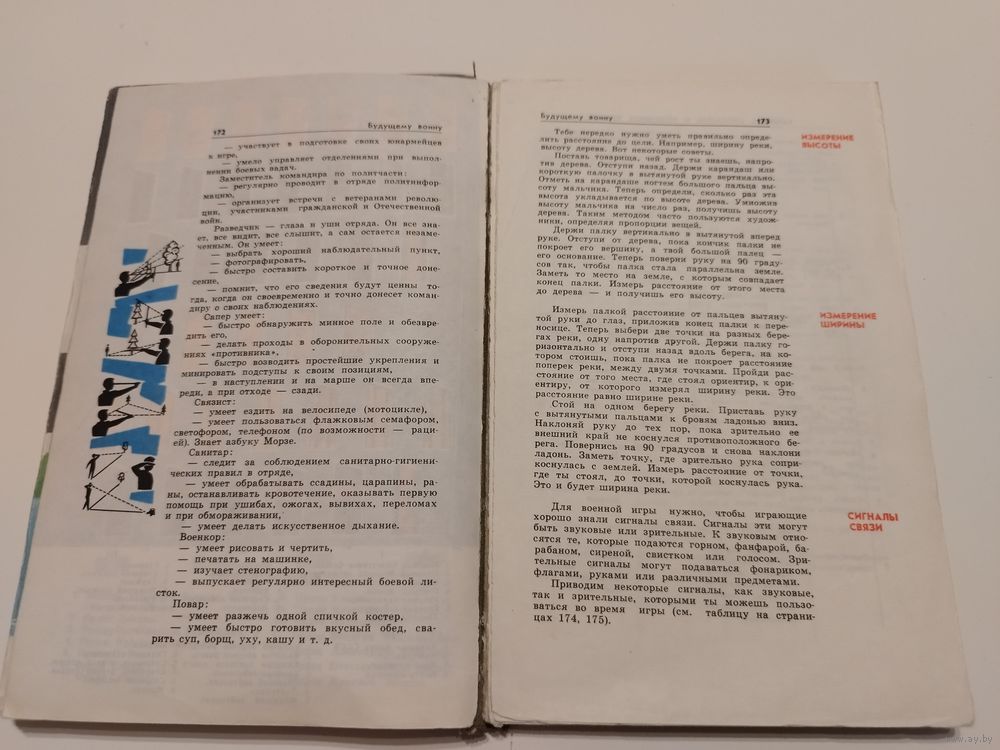 172
Будущему воину
— участвует в подготовке своих юнармейцев
к игре,
— умело управляет отделениями при выпол-
нении боевых задач.
Заместитель командира по политчасти:
— регулярно проводит в отряде политинфор-
мацию,
— организует встречи с ветеранами револю-
ции, участниками гражданской и Отечественной
войн.
Разведчик — глаза и уши отряда. Он все зна-
ет, все видит, все слышит, а сам остается незаме-
ченным. Он умеет:
— выбрать хороший наблюдательный пункт,
— фотографировать,
— быстро составить короткое и точное доне-
сение,
— помнит, что его сведения будут ценны то-
гда, когда он своевременно и точно донесет коман-
диру о своих наблюдениях.
Сапер умеет:
— быстро обнаружить минное поле и обезвре-
дить его,
— делать проходы в оборонительных сооруже-
ниях «противника».
— быстро возводить простейшие укрепления и
минировать подступы к своим позициям,
— в наступлении и на марше он всегда впе-
реди, а при отходе — сзади.
Связист:
— умеет ездить на велосипеде (мотоцикле),
— умеет пользоваться флажковым семафором,
светофором, телефоном (по возможности — раци-
ей). Знает азбуку Морзе.
Санитар:
— следит за соблюдением санитарно-гигиени-
ческих правил в отряде,
— умеет обрабатывать ссадины, царапины, ра-
ны, останавливать кровотечение, оказывать первую
помощь при ушибах, ожогах, вывихах, переломах
и при обмораживании,
— умеет делать искусственное дыхание.
Военкор:
— умеет рисовать и чертить,
— печатать на машинке,
— изучает стенографию,
— выпускает регулярно интересный боевой ли-
сток.
Повар:
— умеет разжечь одной спичкой костер,
— умеет быстро готовить вкусный обед, сва-
рить суп, борщ, уху, кашу и т. д.
Будущему воину
173
ИЗМЕРЕНИЕ
ВЫСОТЫ
Тебе нередко нужно уметь правильно опреде-
лить расстояние до цели. Например, ширину реки,
высоту дерева. Вот некоторые советы.
Поставь товарища, чей рост ты знаешь, напро-
тив дерева. Отступи назад. Держи карандаш или
короткую палочку в вытянутой руке вертикально.
Отметь на карандаше ногтем большого пальца вы-
соту мальчика. Теперь определи, сколько раз эта
высота укладывается по высоте дерева. Умножив
высоту мальчика на число раз, получишь высоту
дерева. Таким методом часто пользуются худож-
ники, определяя пропорции вещей.
Держи палку вертикально в вытянутой вперед
руке. Отступи от дерева, пока кончик палки не
покроет его вершину, а твой большой палец —
его основание. Теперь поверни руку на 90 граду-
сов так, чтобы палка стала параллельна земле.
Заметь то место на земле, с которым совпадает
конец палки. Измерь расстояние от этого места
до дерева — и получишь его высоту.
ИЗМЕРЕНИЕ
ШИРИНЫ
Измерь палкой расстояние от пальцев вытяну-
той руки до глаз, приложив конец палки к пере-
носице. Теперь выбери две точки на разных бере-
гах реки, одну напротив другой. Держи палку го-
ризонтально и отступи назад вдоль берега, на ко-
тором стоишь, пока палка не покроет расстояние
поперек реки, между двумя точками. Пройди рас-
стояние от того места, где стоял ориентир, к ори-
ентиру, от которого измерял ширину реки. Это
расстояние равно ширине реки.
Стой на одном берегу реки. Приставь руку
с вытянутыми пальцами к бровям ладонью вниз.
Наклоняй руку до тех пор, пока зрительно ее
внешний край не коснулся противоположного бе-
рега. Повернись на 90 градусов и снова наклони
ладонь. Заметь точку, где зрительно рука сопри-
коснулась с землей. Измерь расстояние от точки,
где ты стоял, до точки, которой коснулась рука.
Это и будет ширина реки.
СИГНАЛЫ
СВЯЗИ
Для военной игры нужно, чтобы играющие
хорошо знали сигналы связи. Сигналы эти могут
быть звуковые или зрительные. К звуковым отно-
сятся те, которые подаются горном, фанфарой, ба-
рабаном, сиреной, свистком или голосом. Зри-
тельные сигналы могут подаваться фонариком,
флагами, руками или различными предметами.
Приводим некоторые сигналы, как звуковые,
так и зрительные, которыми ты можешь пользо-
ваться во время игры (см. таблицу на страни-
цах 174, 175).
www.ay.by